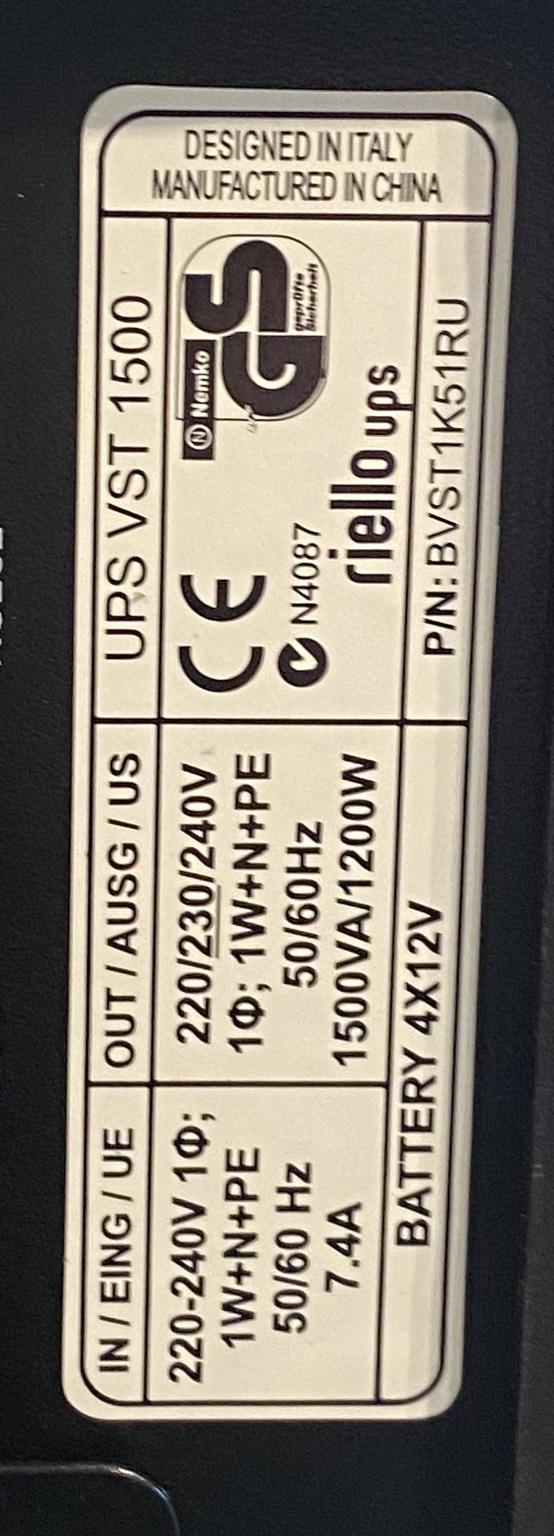 IN / EING / UE
220-240V 1Φ;
1W+N+PE
50/60 Hz
7.4A
OUT / AUSG / US
220/230/240V
1Φ; 1W+N+PE
50/60Hz
1500VA/1200W
BATTERY 4X12V
UPS VST 1500
CE
N4087
N Nemko
GS
geprüfte
Sicherheit
riello ups
P/N: BVST1K51RU
DESIGNED IN ITALY
MANUFACTURED IN CHINA